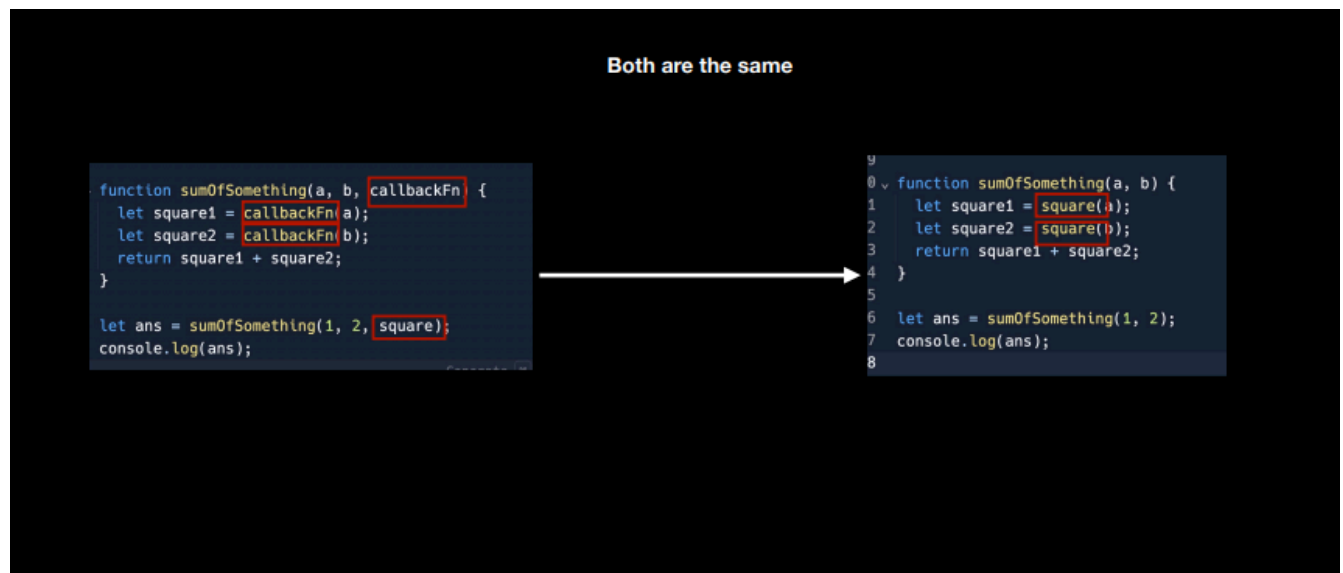 Both are the same
function sumOfSomething(a, b, callbackFn) {
let square1 = callbackFn(a);
let square2 = callbackFn(b);
return square1 + square2;
}
let ans = sumOfSomething(1, 2, square);
console.log(ans);
9
0 function sumOfSomething(a, b) {
1 let square1 = square(a);
2 let square2 = square(b);
3 return square1 + square2;
4 }
5
6 let ans = sumOfSomething(1, 2);
7 console.log(ans);
8